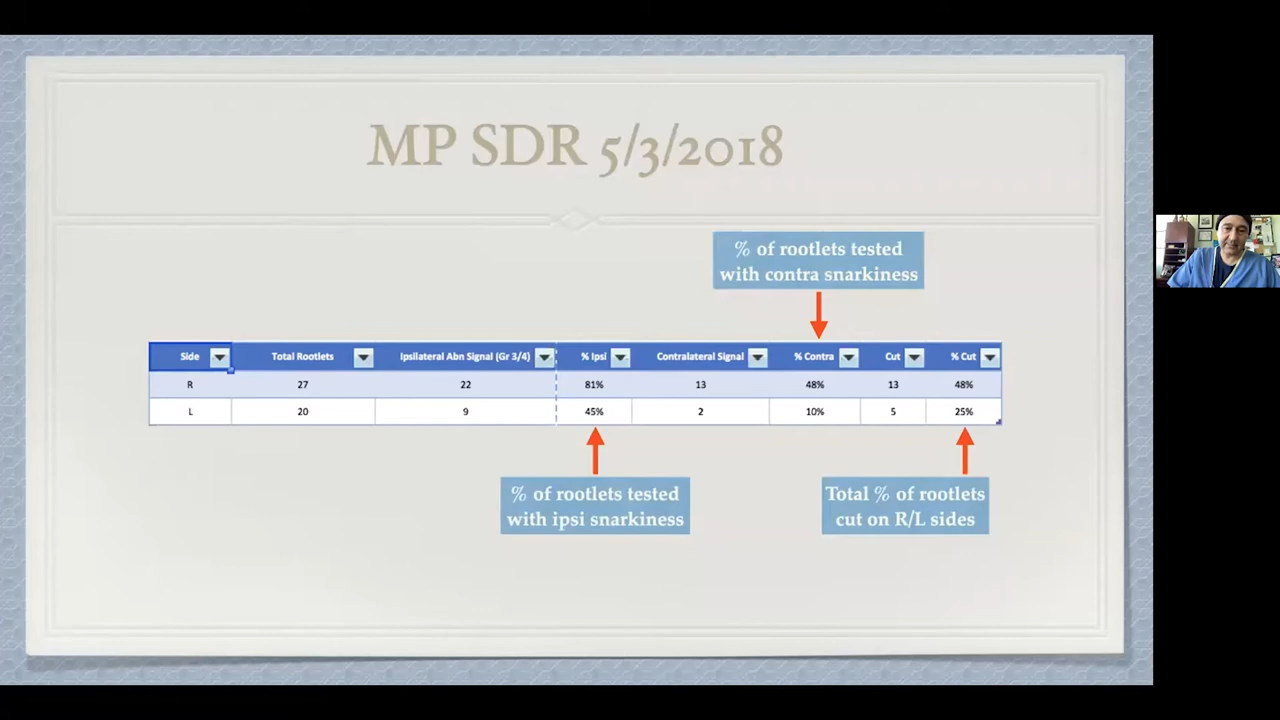 MP SDR 5/3/2018
% of rootlets tested
with contra snarkiness
Side Total Rootlets Ipsilateral Abn Signal (Gr 3/4) % Ipsi Contralateral Signal % Contra Cut % Cut
R 27 22 81% 13 48% 13 48%
L 20 9 45% 2 10% 5 25%
% of rootlets tested
with ipsi snarkiness
Total % of rootlets
cut on R/L sides